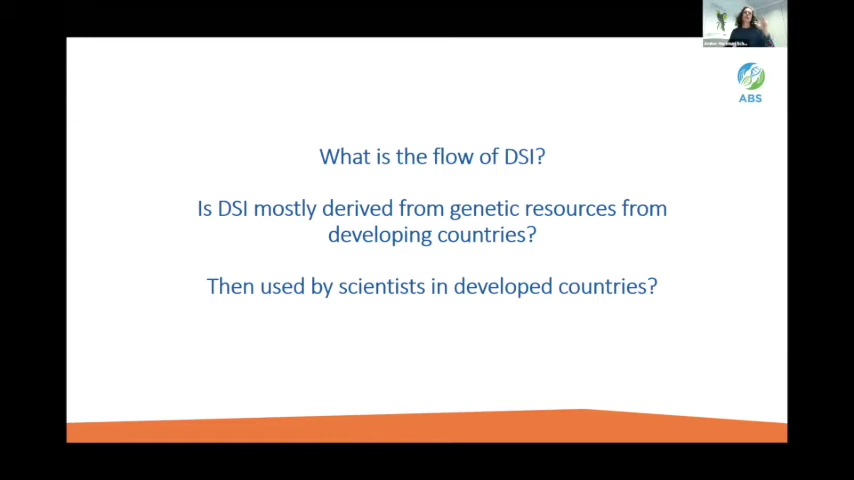 ABS
What is the flow of DSI?
Is DSI mostly derived from genetic resources from
developing countries?
Then used by scientists in developed countries?